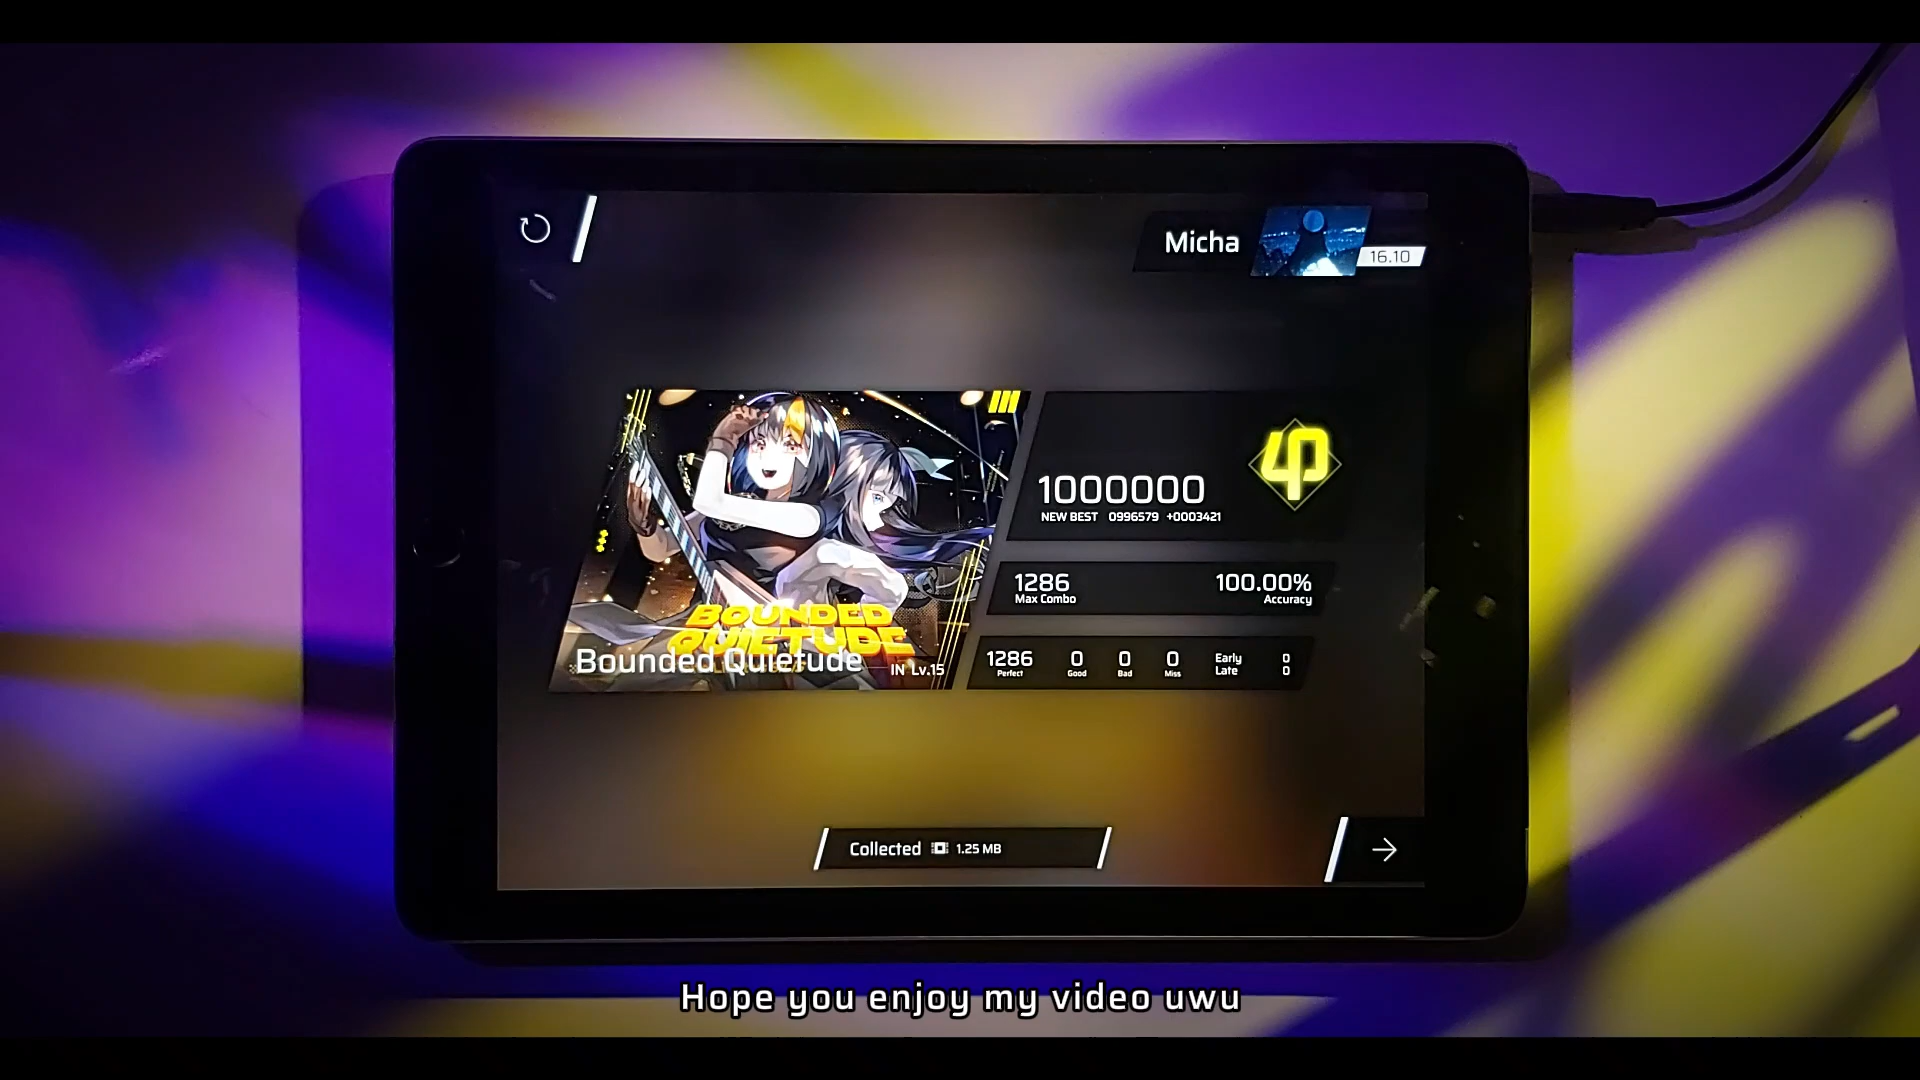 Micha
16.10
1000000
NEW BEST 0996579 +0003421
1286
Max Combo
100.00%
Accuracy
BOUNDED
QUIETUDE
Bounded Quietude
IN Lv.15
1286
Perfect
0
Good
0
Bad
0
Miss
Early 0
Late 0
Collected 1.25 MB
Hope you enjoy my video uwu